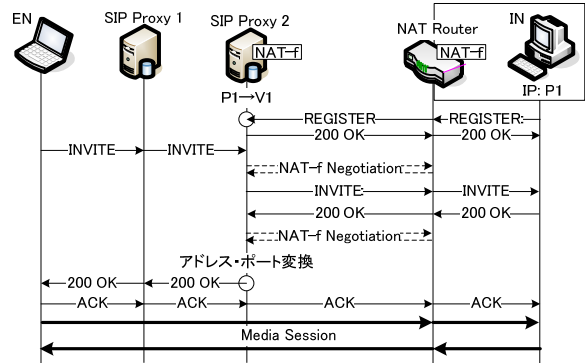 EN
SIP Proxy 1
SIP Proxy 2
NAT Router
IN
NAT-f
NAT-f
IP: P1
P1→V1
REGISTER
REGISTER:
200 OK
200 OK
INVITE
INVITE
NAT-f Negotiation
INVITE:
INVITE
200 OK
200 OK
NAT-f Negotiation
アドレス・ポート変換
200 OK
200 OK
ACK
ACK
ACK
ACK
Media Session